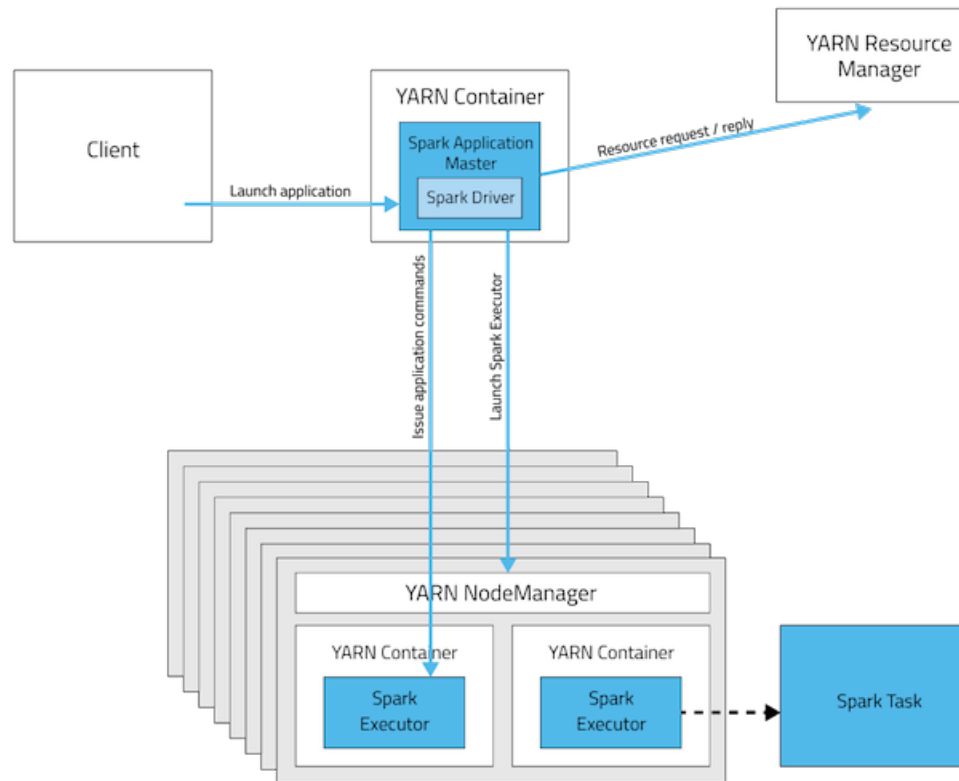 YARN Resource
Manager
Client
YARN Container
Spark Application
Master
Spark Driver
Launch application
Resource request / reply
Issue application commands
Launch Spark Executor
YARN NodeManager
YARN Container
Spark
Executor
YARN Container
Spark
Executor
Spark Task